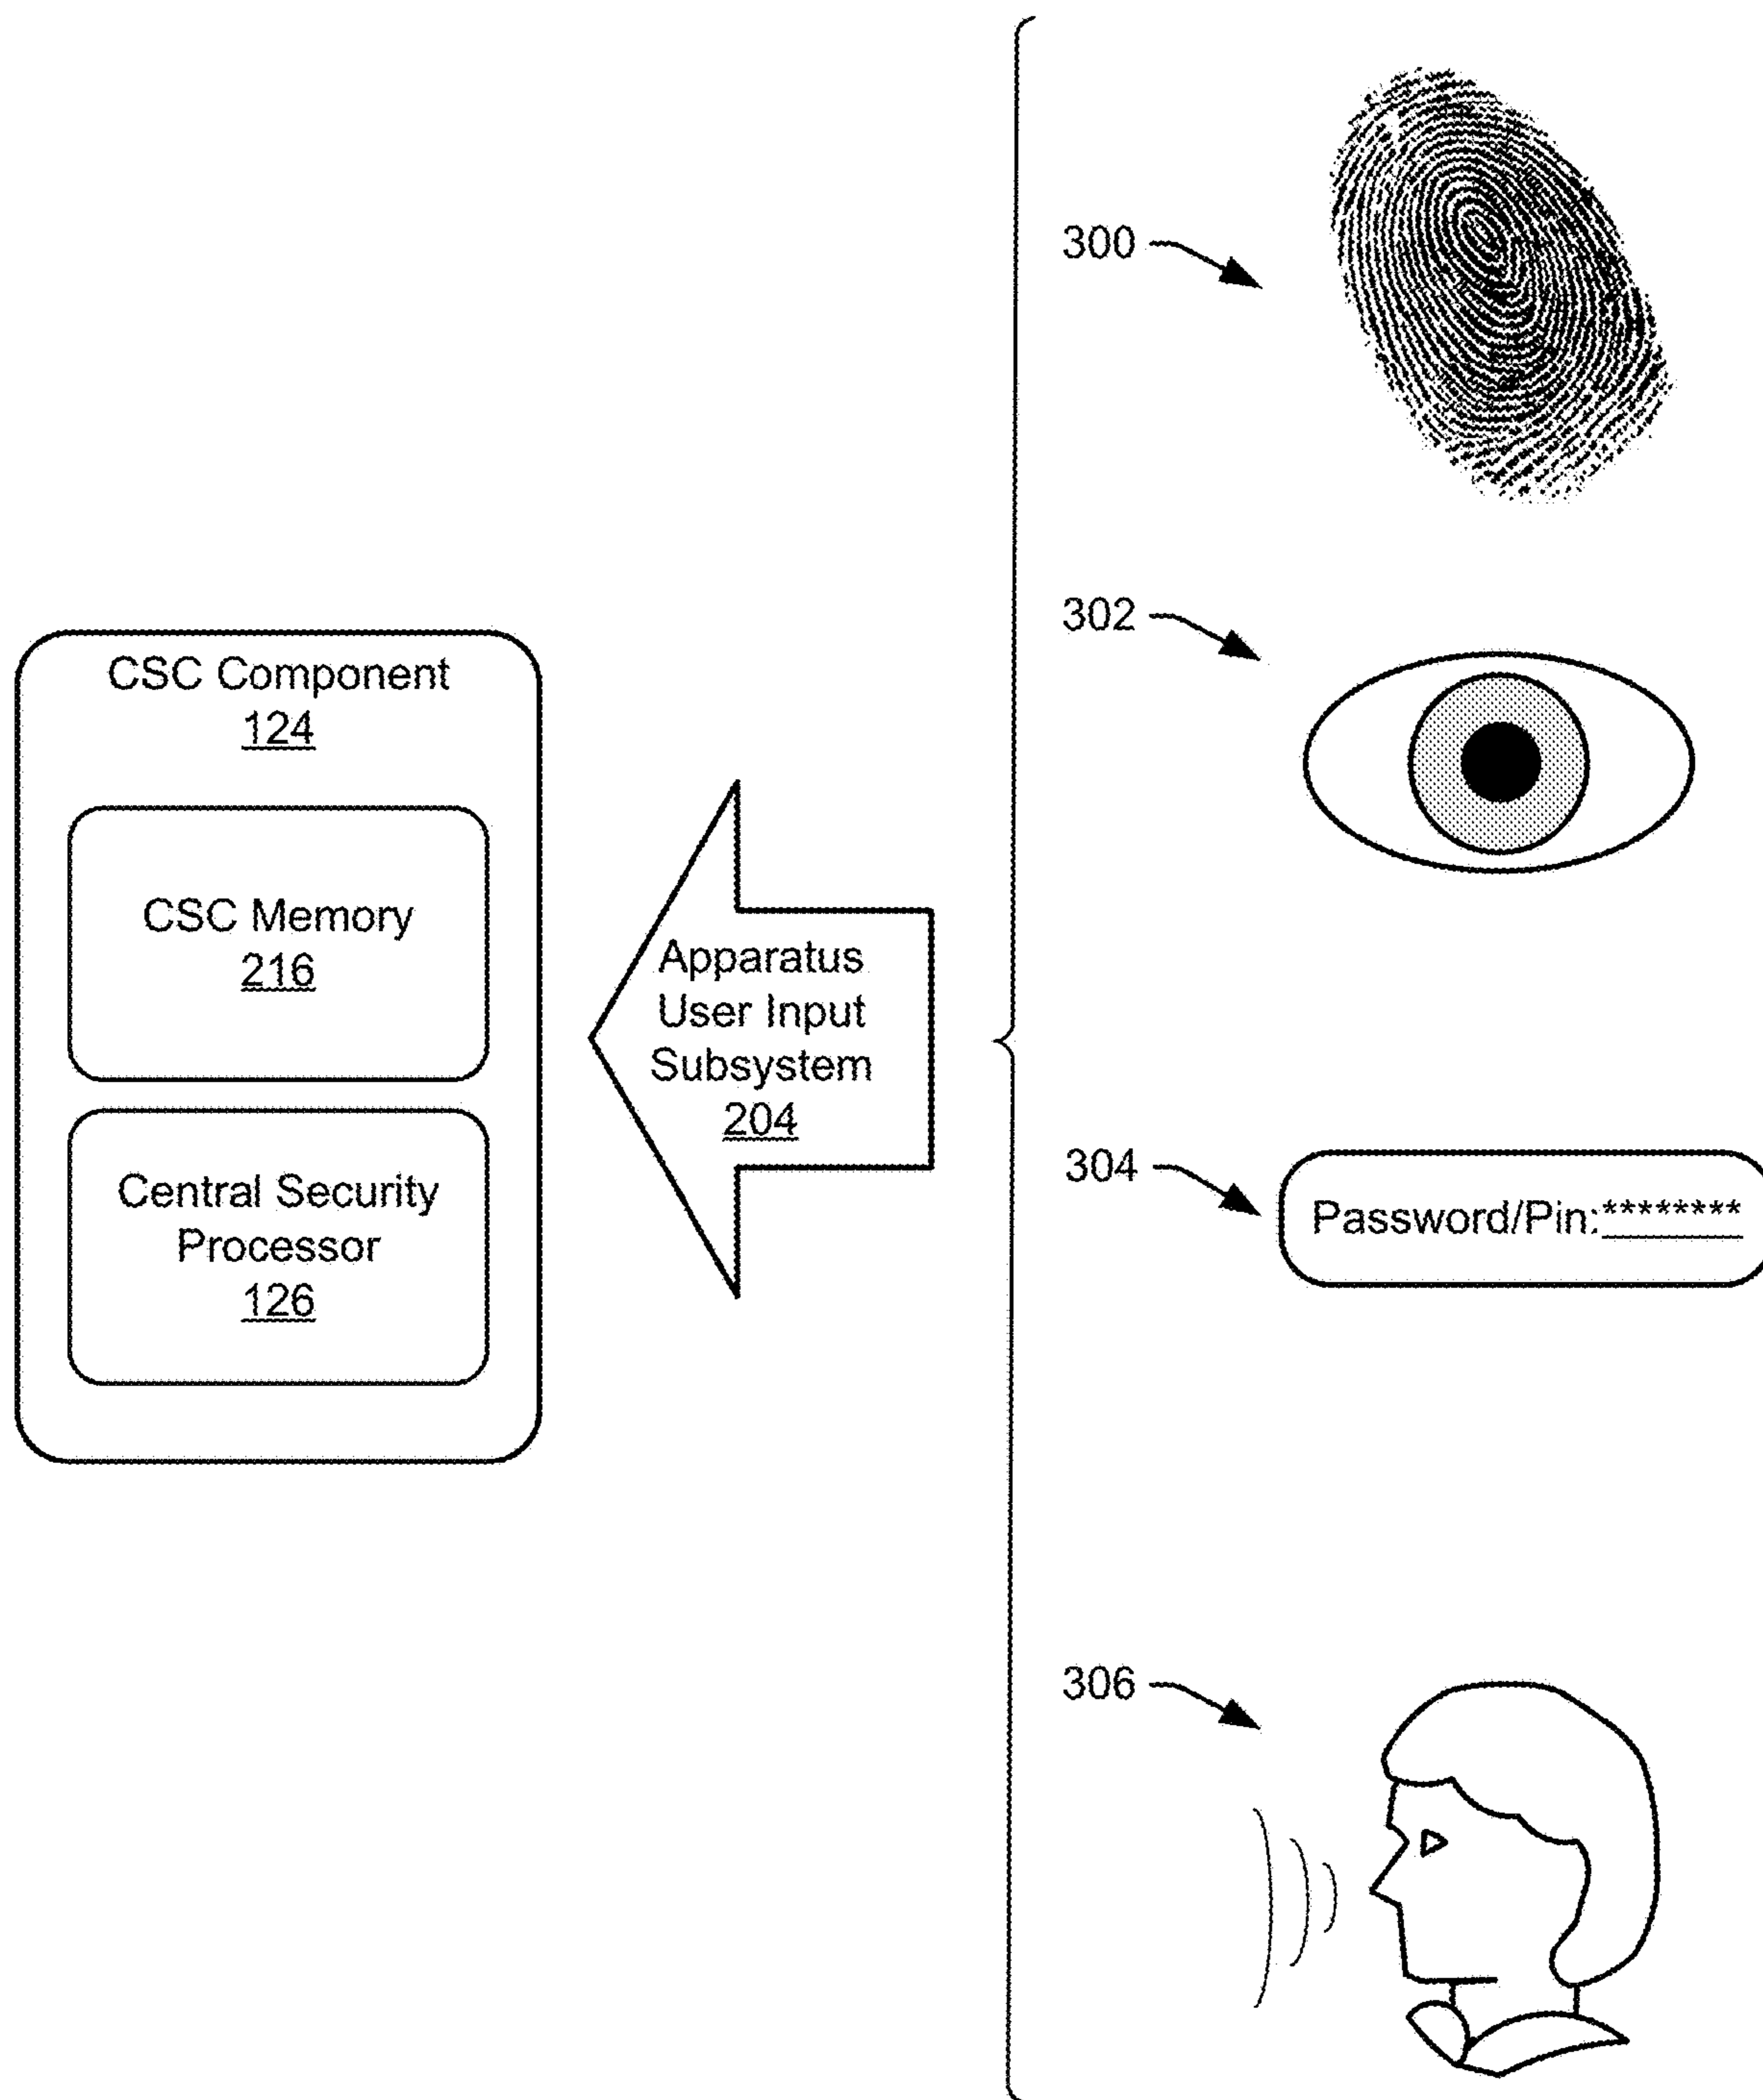 CSC Component
124
CSC Memory
216
Central Security
Processor
126
Apparatus
User Input
Subsystem
204
300
302
304
Password/Pin:********
306